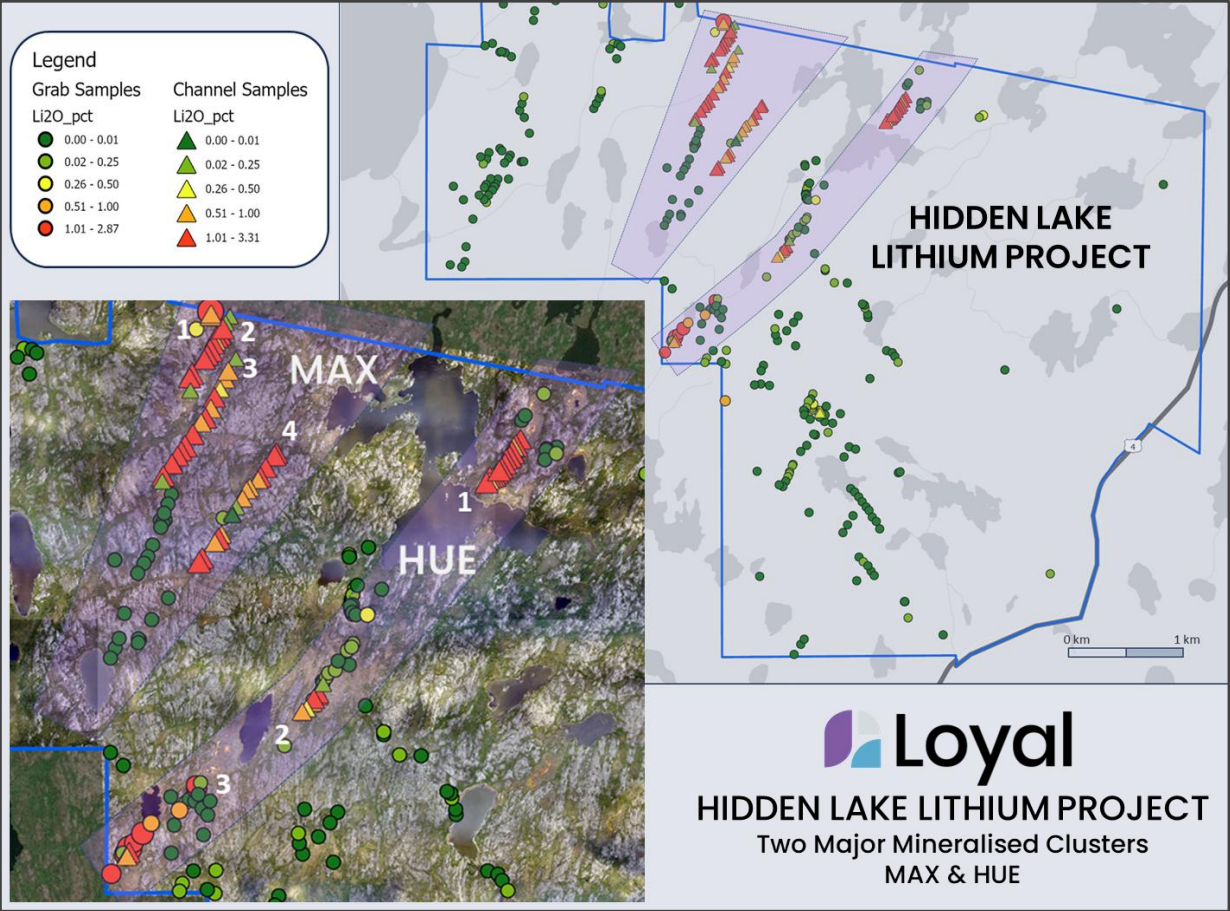 Legend
Grab Samples
Li2O_pct
0.00 - 0.01
0.02 - 0.25
0.26 - 0.50
0.51 - 1.00
1.01 - 2.87
Channel Samples
Li2O_pct
0.00 - 0.01
0.02 - 0.25
0.26 - 0.50
0.51 - 1.00
1.01 - 3.31
HIDDEN LAKE
LITHIUM PROJECT
4
0 km 1 km
1
2
3
MAX
4
1
HUE
2
3
Loyal
HIDDEN LAKE LITHIUM PROJECT
Two Major Mineralised Clusters
MAX & HUE